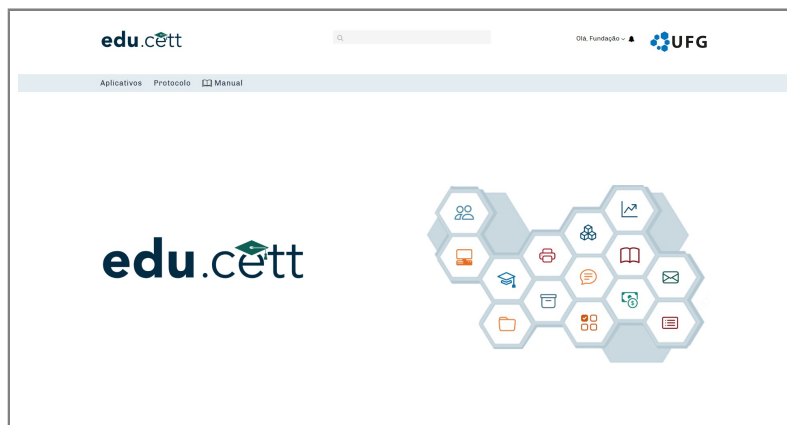 edu.cett
Olá, Fundação
UFG
Aplicativos Protocolo Manual
edu.cett